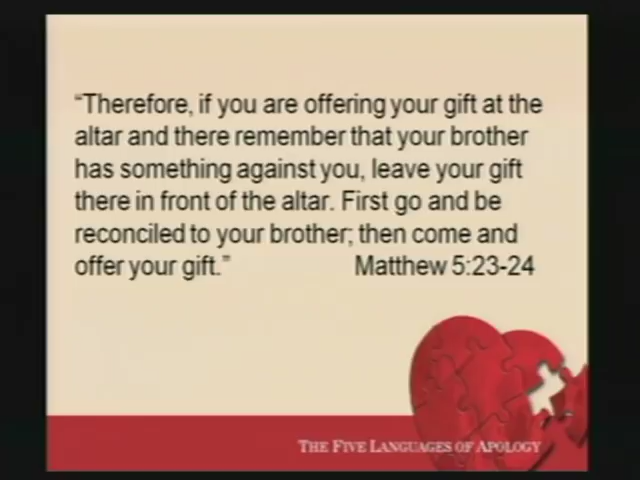 “Therefore, if you are offering your gift at the
altar and there remember that your brother
has something against you, leave your gift
there in front of the altar. First go and be
reconciled to your brother; then come and
offer your gift.” Matthew 5:23-24
THE FIVE LANGUAGES OF APOLOGY